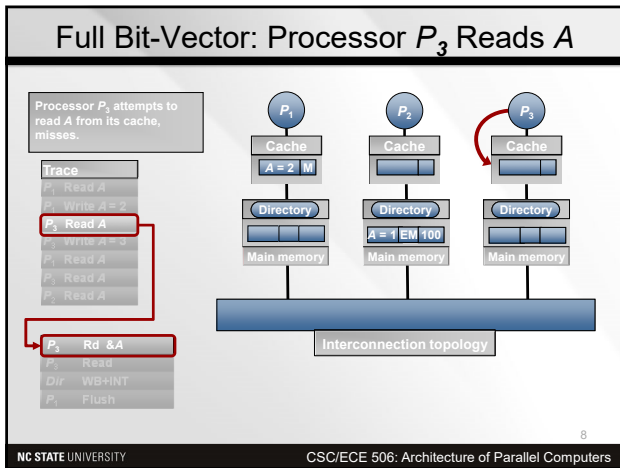 Full Bit-Vector: Processor P3 Reads A
Processor P3 attempts to
read A from its cache,
misses.
Trace
P1 Read A
P1 Write A = 2
P3 Read A
P1 Write A = 3
P1 Read A
P1 Read A
P2 Read A
P3 Rd &A
P3 Read
Dir WB+INT
P1 Flush
P1
P2
P3
Cache
Cache
Cache
A = 2 M
Directory
Directory
Directory
A = 1 EM 100
Main memory
Main memory
Main memory
Interconnection topology
8
NC STATE UNIVERSITY
CSC/ECE 506: Architecture of Parallel Computers